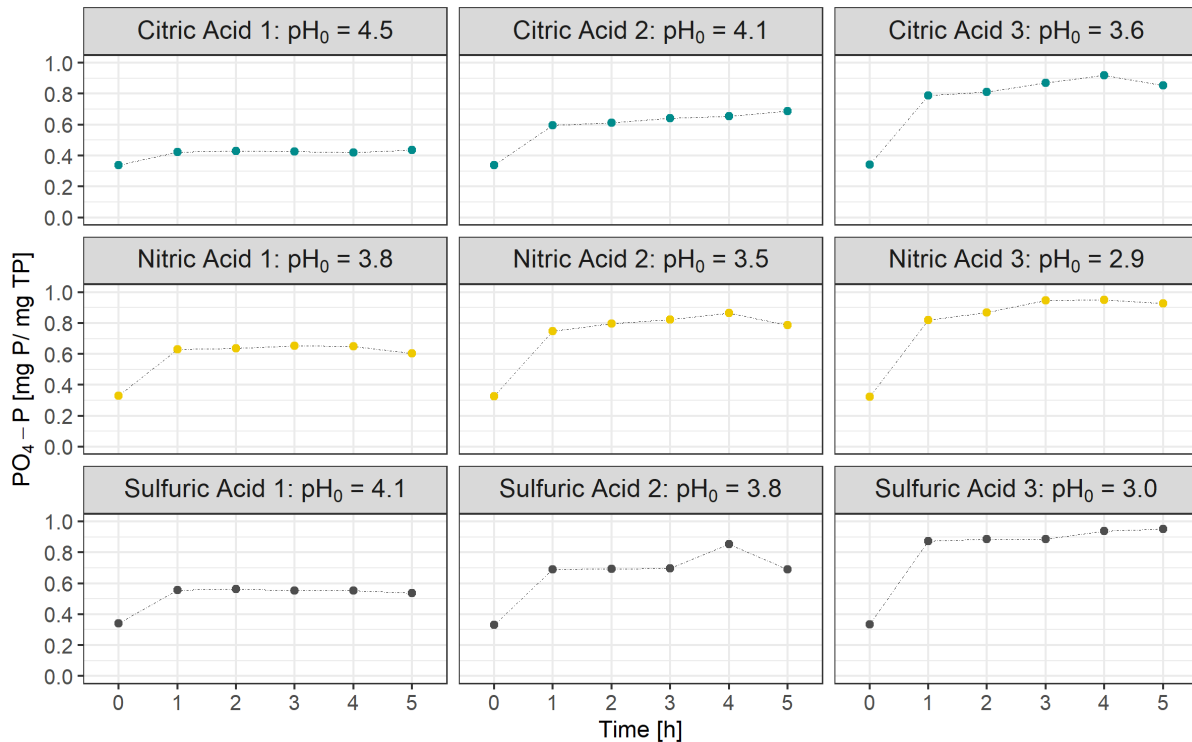 Citric Acid 1: pH₀ = 4.5
Citric Acid 2: pH₀ = 4.1
Citric Acid 3: pH₀ = 3.6
1.0
0.8
0.6
0.4
0.2
0.0
Nitric Acid 1: pH₀ = 3.8
Nitric Acid 2: pH₀ = 3.5
Nitric Acid 3: pH₀ = 2.9
PO₄ − P [mg P/ mg TP]
1.0
0.8
0.6
0.4
0.2
0.0
Sulfuric Acid 1: pH₀ = 4.1
Sulfuric Acid 2: pH₀ = 3.8
Sulfuric Acid 3: pH₀ = 3.0
1.0
0.8
0.6
0.4
0.2
0.0
0 1 2 3 4 5
0 1 2 3 4 5
0 1 2 3 4 5
Time [h]